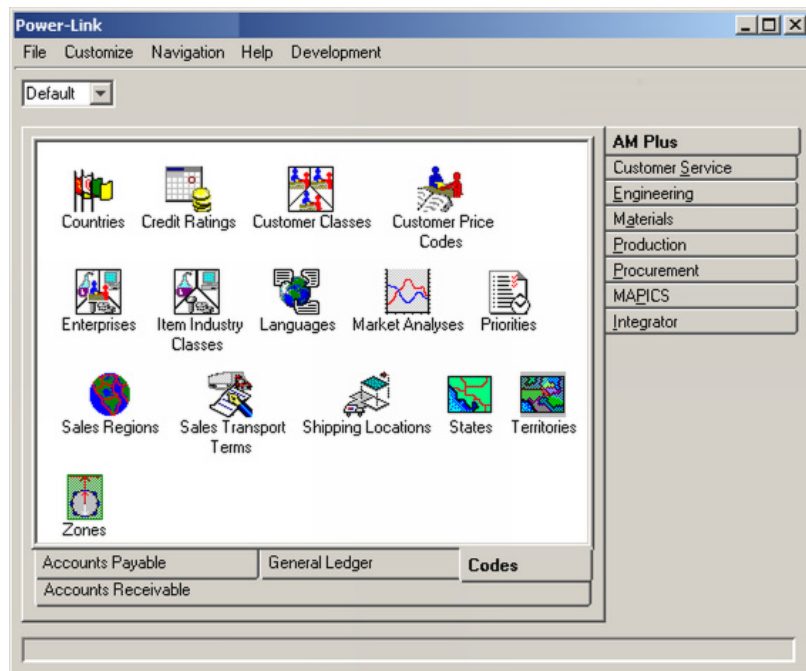 Power-Link
File Customize Navigation Help Development
Default
AM Plus
Customer Service
Engineering
Materials
Production
Procurement
MAPICS
Integrator
Countries Credit Ratings Customer Classes Customer Price
Codes
Enterprises Item Industry Languages Market Analyses Priorities
Classes
Sales Regions Sales Transport Shipping Locations States Territories
Terms
Zones
Accounts Payable General Ledger Codes
Accounts Receivable